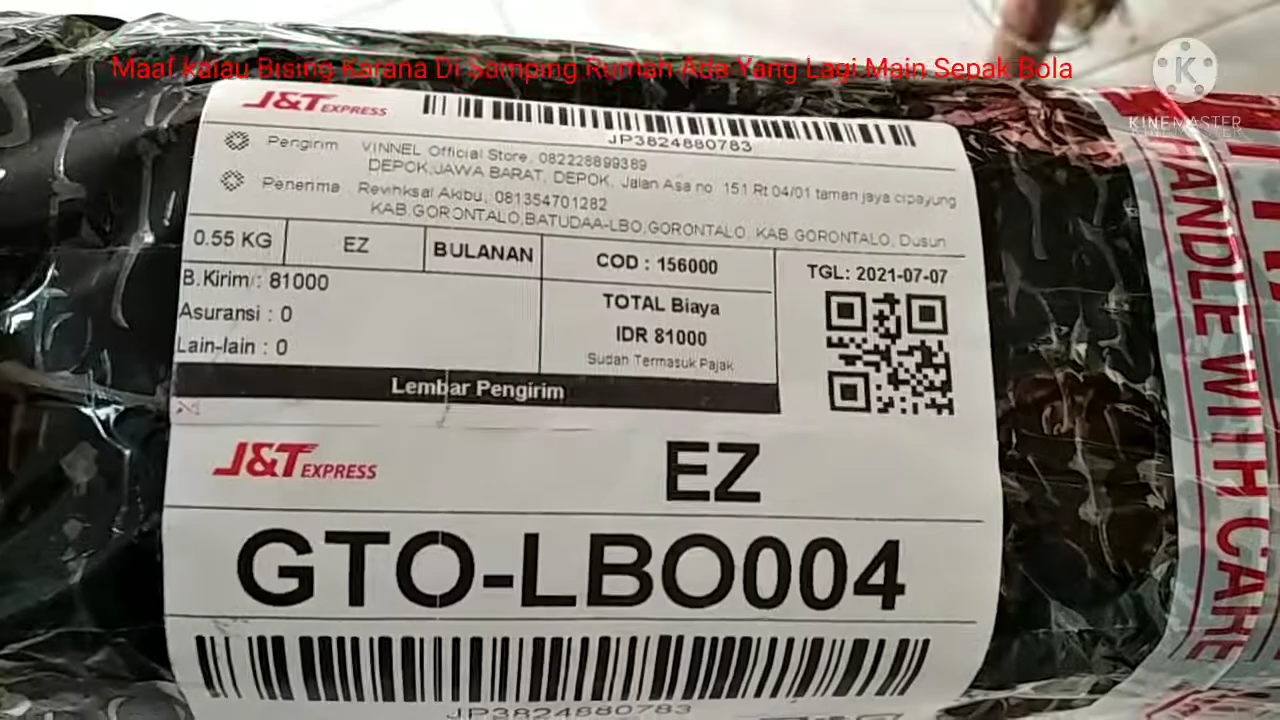 Maaf kalau Bising Karana Di Samping Rumah Ada Yang Lagi Main Sepak Bola
KINEMASTER
J&T EXPRESS
JP3824880783
Pengirim VINNEL Official Store, 082228899389
DEPOK,JAWA BARAT, DEPOK, Jalan Asa no 151 Rt 04/01 taman jaya cipayung
Penerima Revinksal Akibu, 081354701282
KAB.GORONTALO,BATUDAA-LBO,GORONTALO, KAB GORONTALO, Dusun
0.55 KG EZ BULANAN COD : 156000 TGL: 2021-07-07
B.Kirim : 81000
Asuransi : 0
Lain-lain : 0
TOTAL Biaya
IDR 81000
Sudah Termasuk Pajak
Lembar Pengirim
J&T EXPRESS EZ
GTO-LBO004
JP3824880783
HANDLE WITH CARE